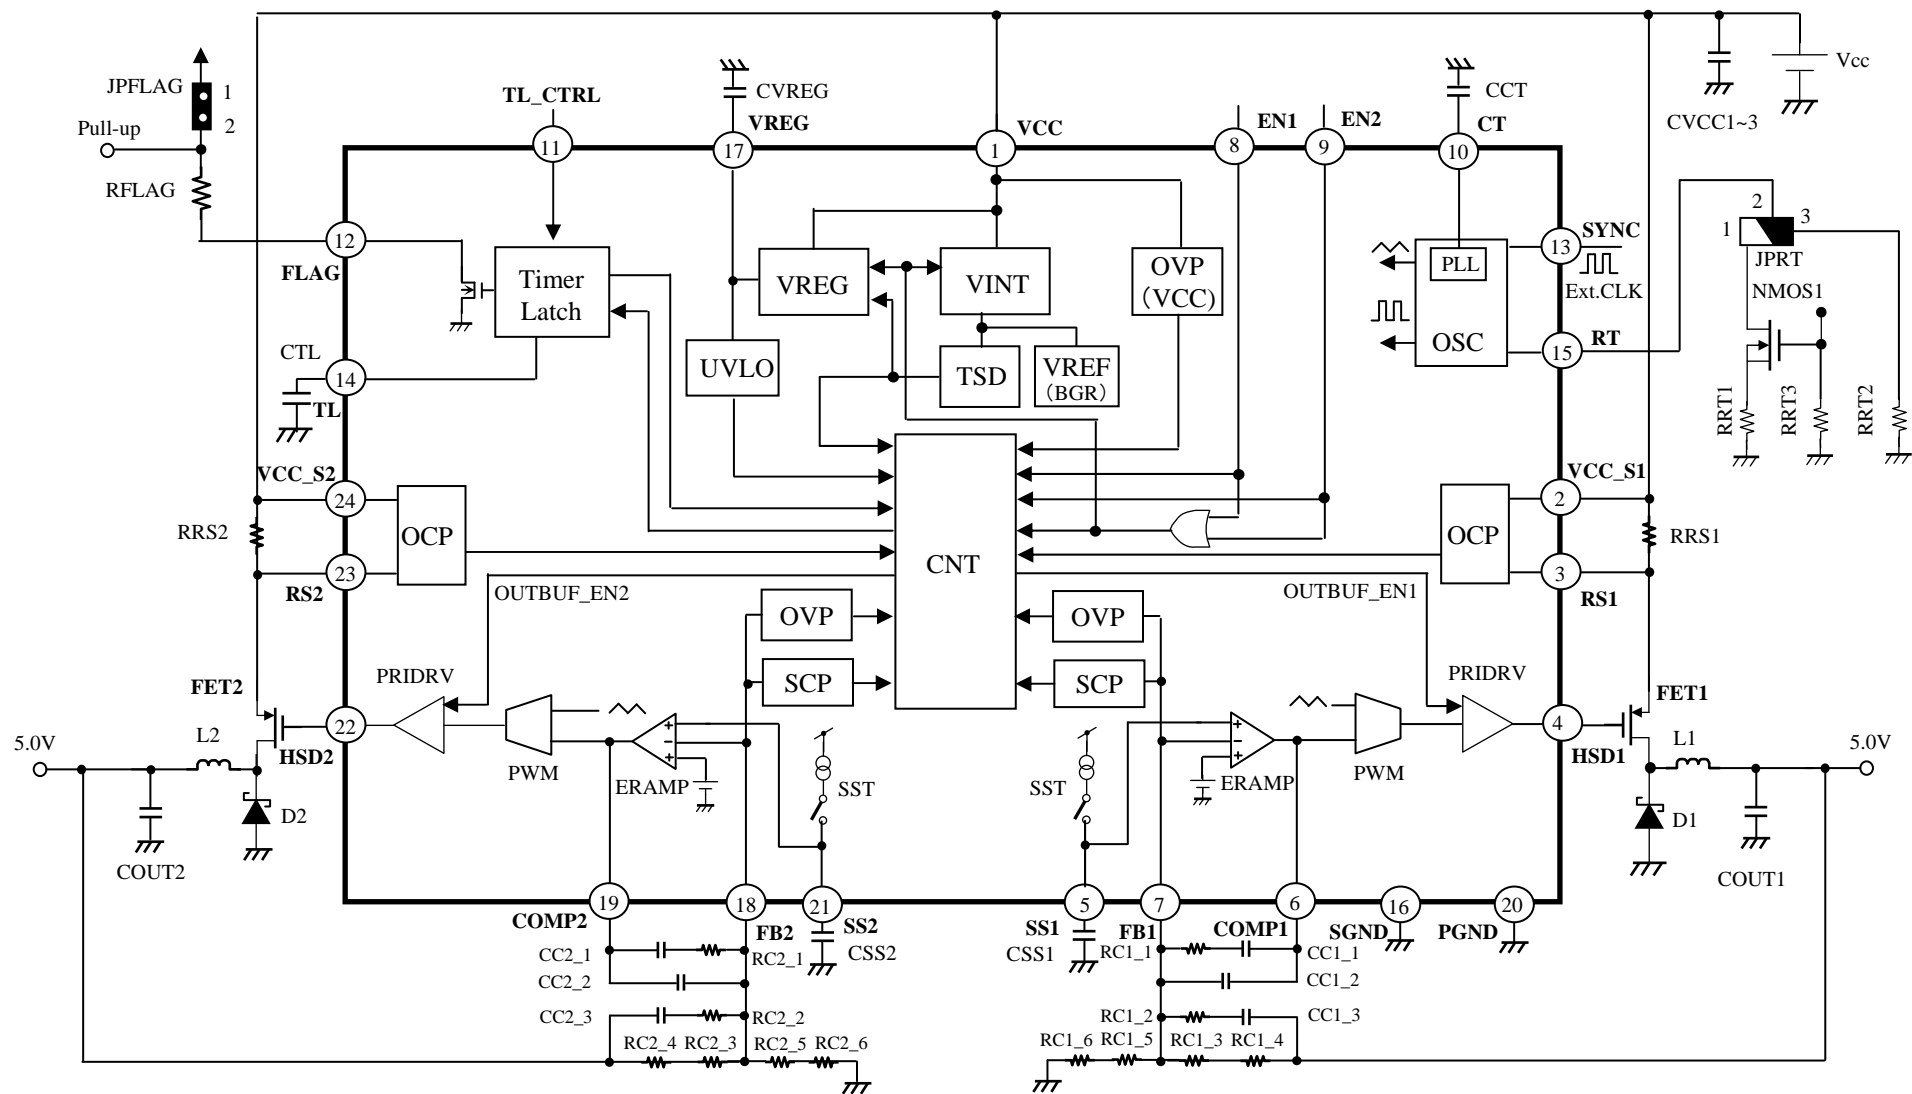 Vcc
JPFLAG
1
2
CVREG
CCT
TL_CTRL
VREG
VCC
EN1
EN2
CT
CVCC1~3
Pull-up
11
17
1
8
9
10
RFLAG
2
1
3
JPRT
12
FLAG
13
SYNC
Ext.CLK
Timer
Latch
VREG
VINT
OVP
(VCC)
PLL
OSC
NMOS1
15
RT
CTL
14
TL
UVLO
TSD
VREF
(BGR)
RRT1
RRT3
RRT2
VCC_S2
24
OCP
RRS2
23
RS2
CNT
VCC_S1
2
OCP
RRS1
3
RS1
OUTBUF_EN2
OUTBUF_EN1
OVP
OVP
SCP
SCP
PRIDRV
PRIDRV
FET2
FET1
22
HSD2
4
HSD1
5.0V
L2
L1
5.0V
PWM
ERAMP
SST
SST
ERAMP
PWM
D2
D1
COUT2
COUT1
19
18
21
5
7
6
16
20
COMP2
FB2
SS2
SS1
FB1
COMP1
SGND
PGND
CC2_1
RC2_1
CSS2
CSS1
RC1_1
CC1_1
CC2_2
CC1_2
CC2_3
RC2_2
RC1_2
CC1_3
RC2_4
RC2_3
RC2_5
RC2_6
RC1_6
RC1_5
RC1_3
RC1_4